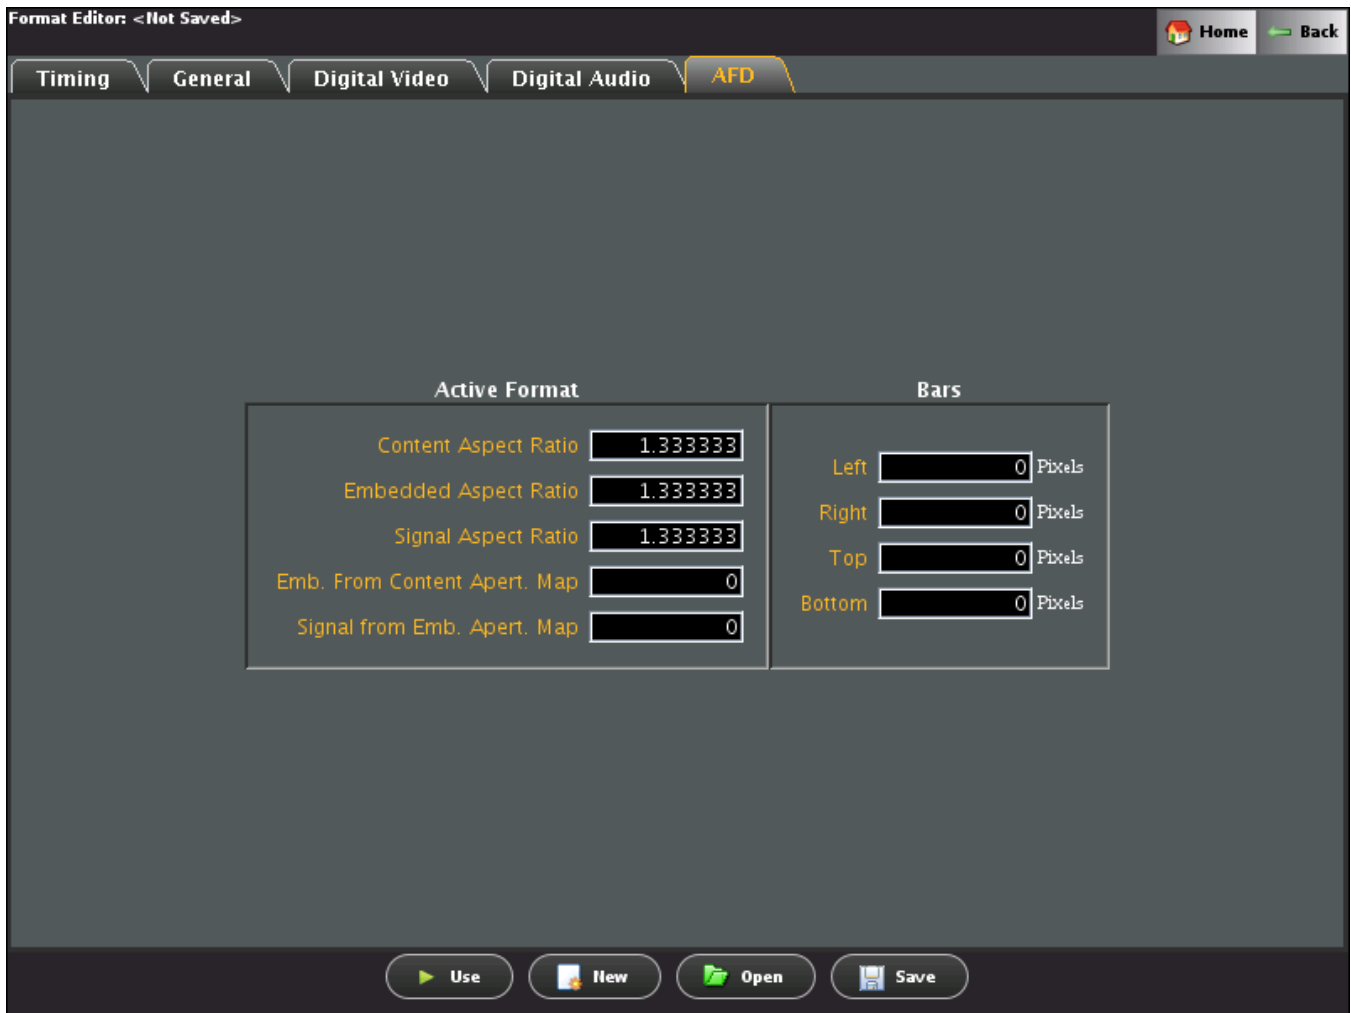 Format Editor: <Not Saved>
Home Back
Timing General Digital Video Digital Audio AFD
Active Format
Content Aspect Ratio 1.333333
Embedded Aspect Ratio 1.333333
Signal Aspect Ratio 1.333333
Emb. From Content Apert. Map 0
Signal from Emb. Apert. Map 0
Bars
Left 0 Pixels
Right 0 Pixels
Top 0 Pixels
Bottom 0 Pixels
Use New Open Save